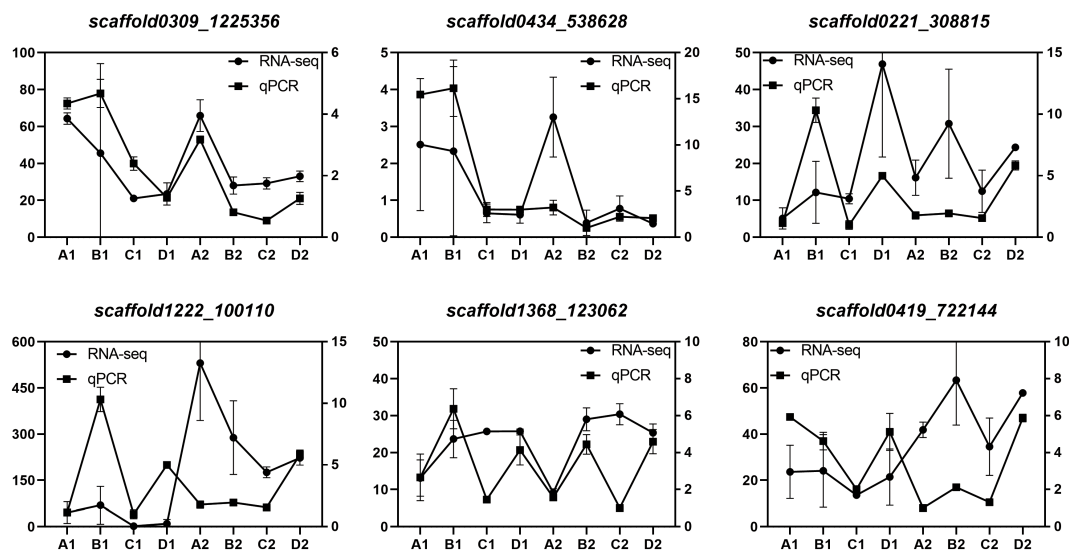 scaffold0309_1225356
100
80
60
40
20
0
6
4
2
0
RNA-seq
qPCR
A1 B1 C1 D1 A2 B2 C2 D2
scaffold0434_538628
5
4
3
2
1
0
20
15
10
5
0
RNA-seq
qPCR
A1 B1 C1 D1 A2 B2 C2 D2
scaffold0221_308815
50
40
30
20
10
0
15
10
5
0
RNA-seq
qPCR
A1 B1 C1 D1 A2 B2 C2 D2
scaffold1222_100110
600
450
300
150
0
15
10
5
0
RNA-seq
qPCR
A1 B1 C1 D1 A2 B2 C2 D2
scaffold1368_123062
50
40
30
20
10
0
10
8
6
4
2
0
RNA-seq
qPCR
A1 B1 C1 D1 A2 B2 C2 D2
scaffold0419_722144
80
60
40
20
0
10
8
6
4
2
0
RNA-seq
qPCR
A1 B1 C1 D1 A2 B2 C2 D2